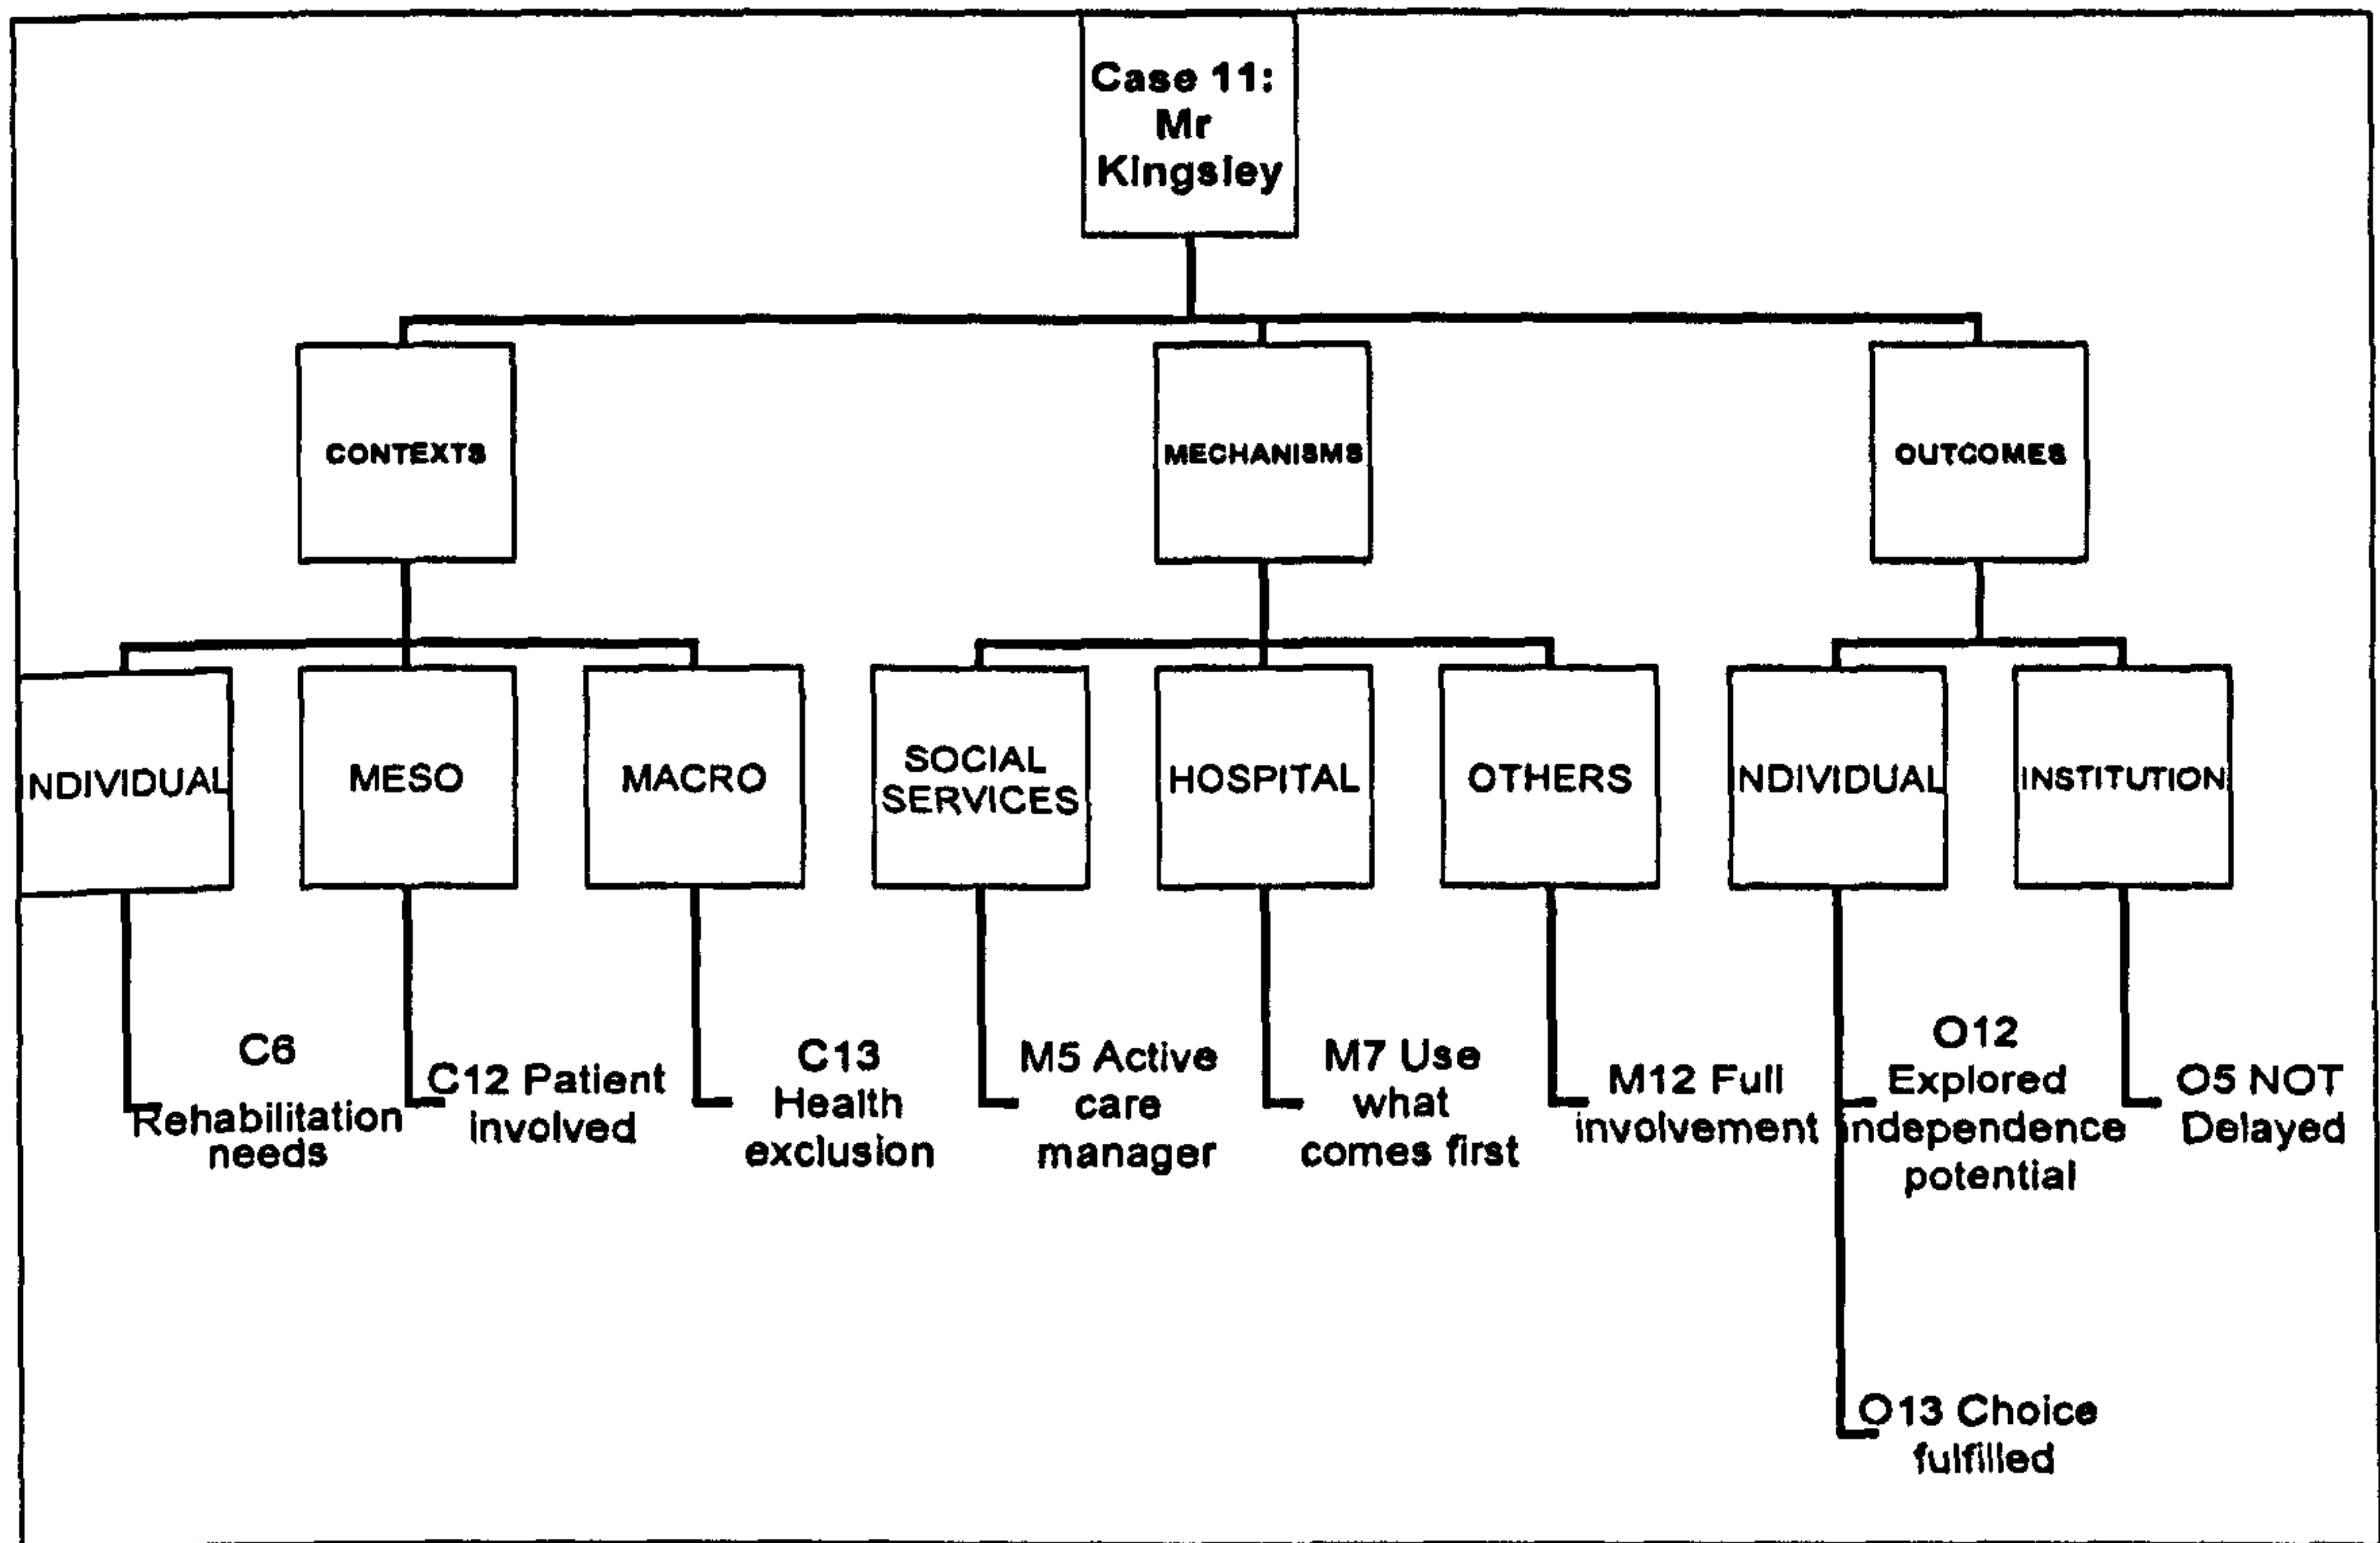 Case 11:
Mr
Kingsley
CONTEXTS
MECHANISMS
OUTCOMES
NDIVIDUAL
MESO
MACRO
SOCIAL
SERVICES
HOSPITAL
OTHERS
NDIVIDUAL
INSTITUTION
C6
Rehabilitation
needs
C12 Patient
involved
C13
Health
exclusion
M5 Active
care
manager
M7 Use
what
comes first
M12 Full
involvement
O12
Explored
independence
potential
O5 NOT
Delayed
O13 Choice
fulfilled